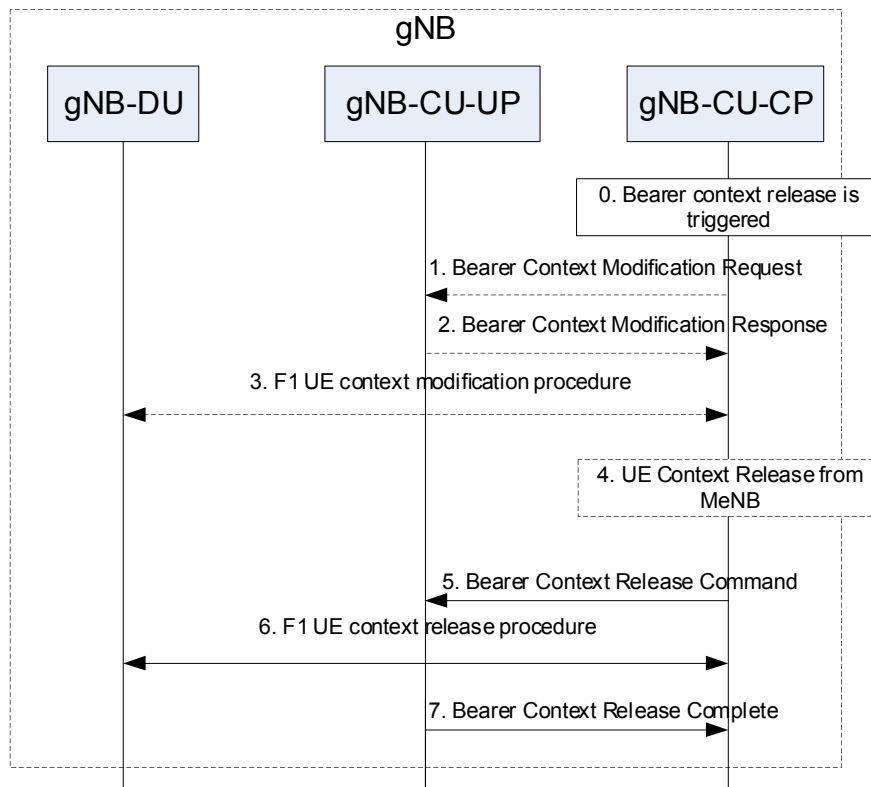 gNB
gNB-DU
gNB-CU-UP
gNB-CU-CP
0. Bearer context release is
triggered
1. Bearer Context Modification Request
2. Bearer Context Modification Response
3. F1 UE context modification procedure
4. UE Context Release from
MeNB
5. Bearer Context Release Command
6. F1 UE context release procedure
7. Bearer Context Release Complete